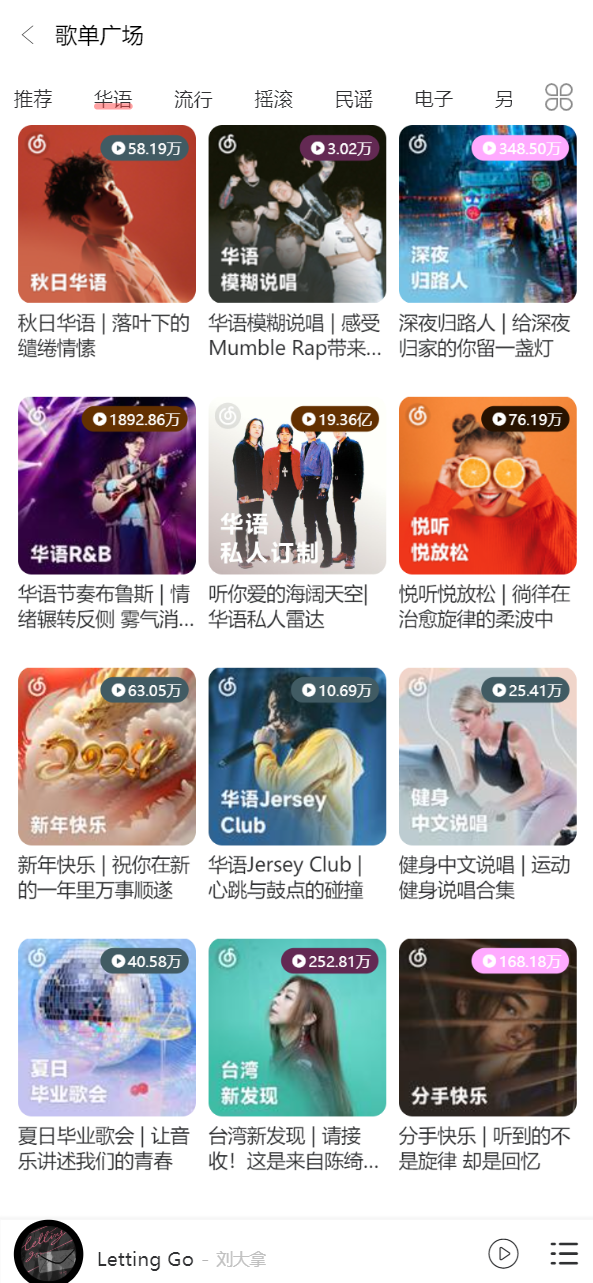 歌单广场
推荐 华语 流行 摇滚 民谣 电子 另
58.19万
秋日华语
秋日华语 | 落叶下的
缱绻情愫
3.02万
华语
模糊说唱
华语模糊说唱 | 感受
Mumble Rap带来...
348.50万
深夜
归路人
深夜归路人 | 给深夜
归家的你留一盏灯
1892.86万
华语R&B
华语节奏布鲁斯 | 情
绪辗转反侧 雾气消...
19.36亿
华语
私人订制
听你爱的海阔天空|
华语私人雷达
76.19万
悦听
悦放松
悦听悦放松 | 徜徉在
治愈旋律的柔波中
63.05万
2024
新年快乐
新年快乐 | 祝你在新
的一年里万事顺遂
10.69万
华语Jersey
Club
华语Jersey Club |
心跳与鼓点的碰撞
25.41万
健身
中文说唱
健身中文说唱 | 运动
健身说唱合集
40.58万
夏日
毕业歌会
夏日毕业歌会 | 让音
乐讲述我们的青春
252.81万
台湾
新发现
台湾新发现 | 请接
收！这是来自陈绮...
168.18万
分手快乐
分手快乐 | 听到的不
是旋律 却是回忆
Letting Go - 刘大拿